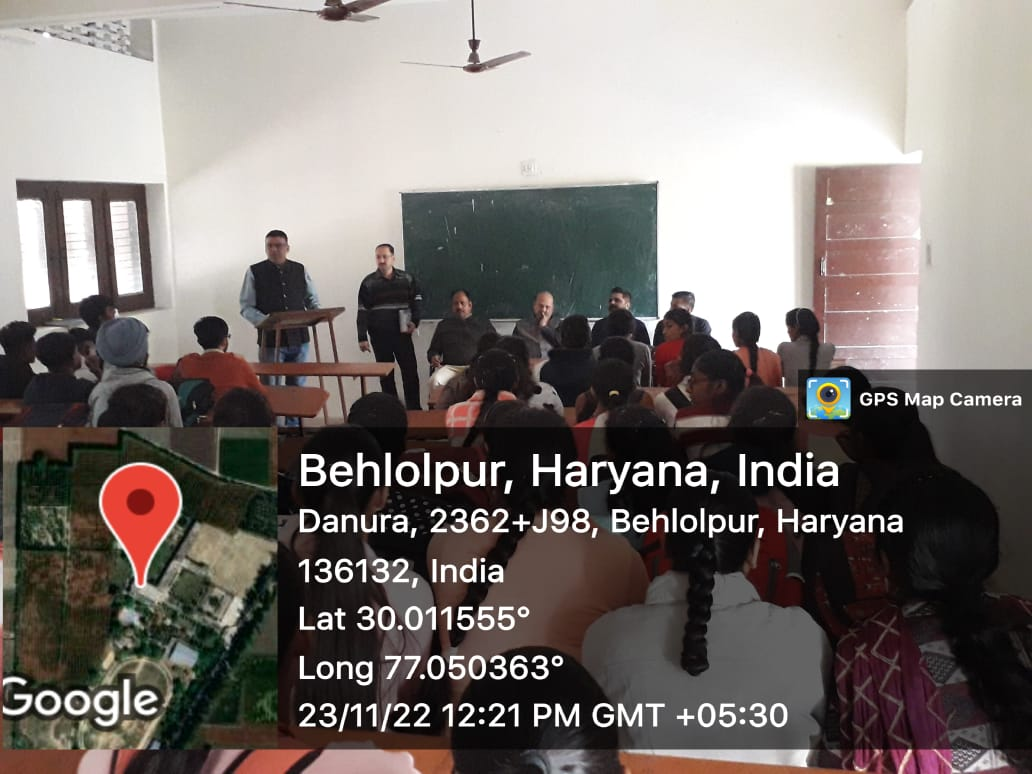 GPS Map Camera
Behlolpur, Haryana, India
Danura, 2362+J98, Behlolpur, Haryana
136132, India
Lat 30.011555°
Long 77.050363°
23/11/22 12:21 PM GMT +05:30
Google